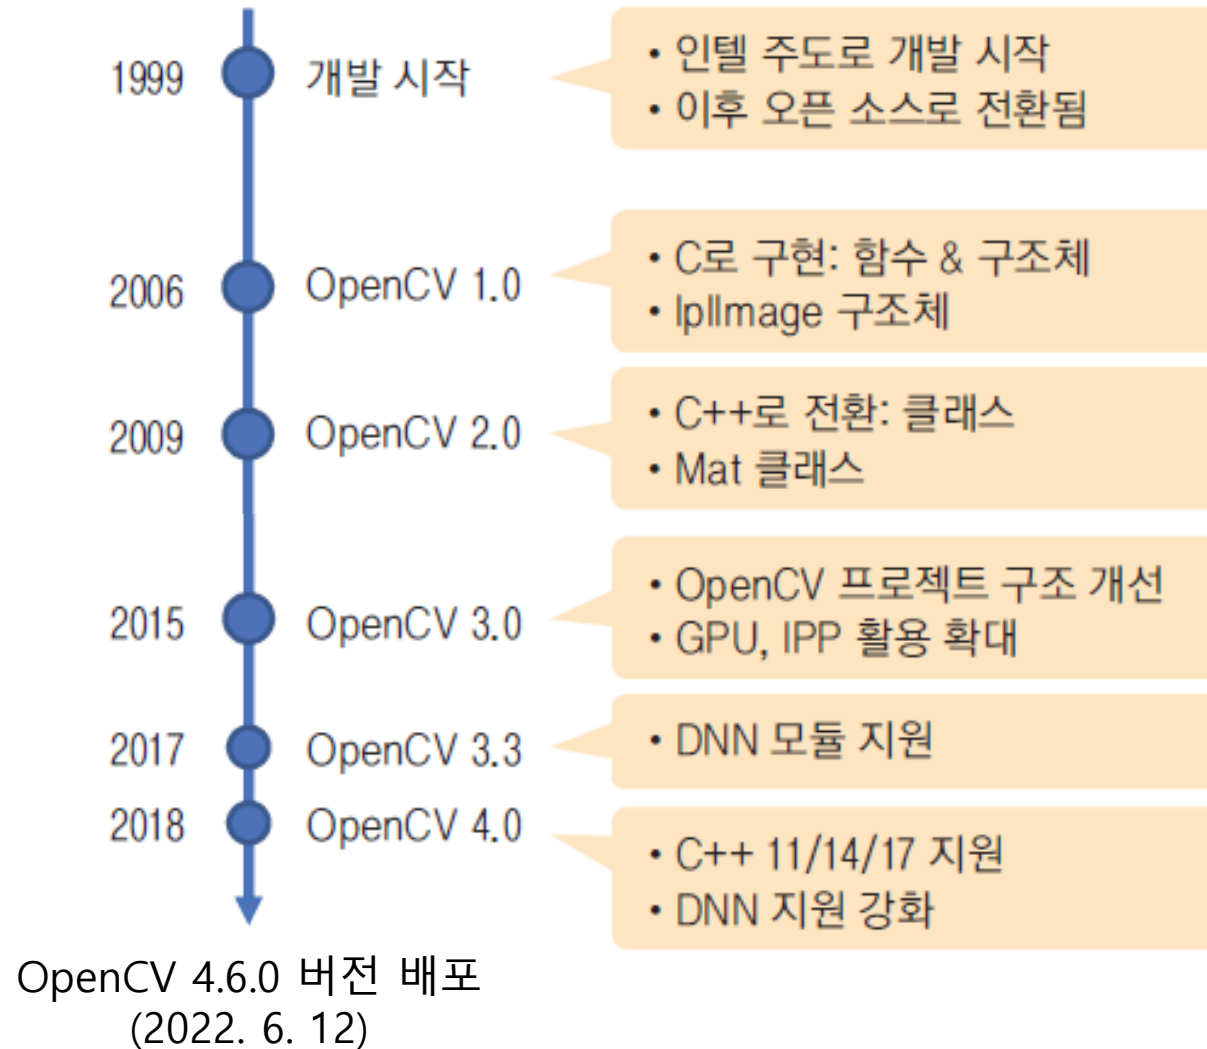 1999
개발 시작
• 인텔 주도로 개발 시작
• 이후 오픈 소스로 전환됨
2006
OpenCV 1.0
• C로 구현: 함수 & 구조체
• IplImage 구조체
2009
OpenCV 2.0
• C++로 전환: 클래스
• Mat 클래스
2015
OpenCV 3.0
• OpenCV 프로젝트 구조 개선
• GPU, IPP 활용 확대
2017
OpenCV 3.3
• DNN 모듈 지원
2018
OpenCV 4.0
• C++ 11/14/17 지원
• DNN 지원 강화
OpenCV 4.6.0 버전 배포
(2022. 6. 12)